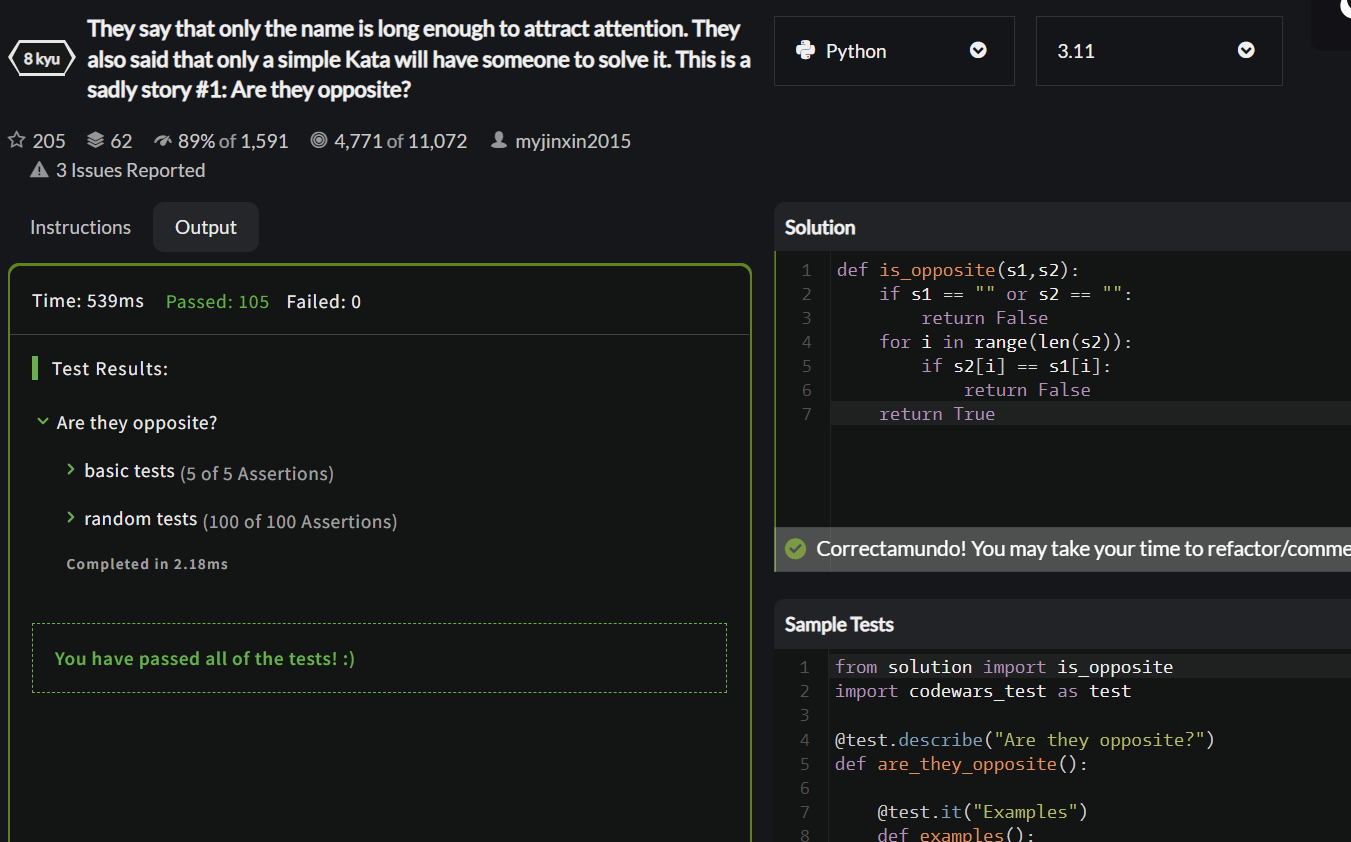 They say that only the name is long enough to attract attention. They
8 kyu
also said that only a simple Kata will have someone to solve it. This is a
sadly story #1: Are they opposite?
Python
3.11
205 62 89% of 1,591 4,771 of 11,072 myjinxin2015
3 Issues Reported
Instructions Output
Time: 539ms Passed: 105 Failed: 0
Test Results:
Are they opposite?
basic tests (5 of 5 Assertions)
random tests (100 of 100 Assertions)
Completed in 2.18ms
You have passed all of the tests! :)
Solution
1 def is_opposite(s1,s2):
2     if s1 == "" or s2 == "":
3         return False
4     for i in range(len(s2)):
5         if s2[i] == s1[i]:
6             return False
7     return True
Correctamundo! You may take your time to refactor/comme
Sample Tests
1 from solution import is_opposite
2 import codewars_test as test
3
4 @test.describe("Are they opposite?")
5 def are_they_opposite():
6
7     @test.it("Examples")
8     def examples():